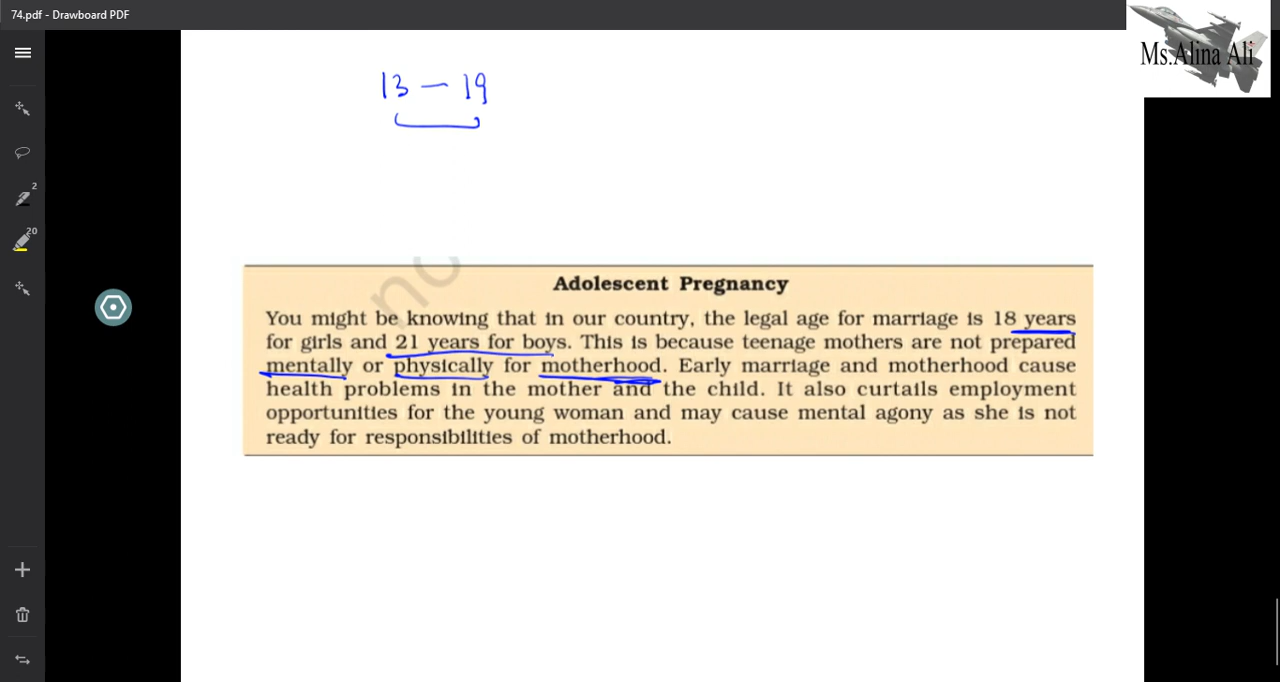 74.pdf - Drawboard PDF
Ms.Alina Ali
13 – 19
2
20
nc
Adolescent Pregnancy
You might be knowing that in our country, the legal age for marriage is 18 years
for girls and 21 years for boys. This is because teenage mothers are not prepared
mentally or physically for motherhood. Early marriage and motherhood cause
health problems in the mother and the child. It also curtails employment
opportunities for the young woman and may cause mental agony as she is not
ready for responsibilities of motherhood.